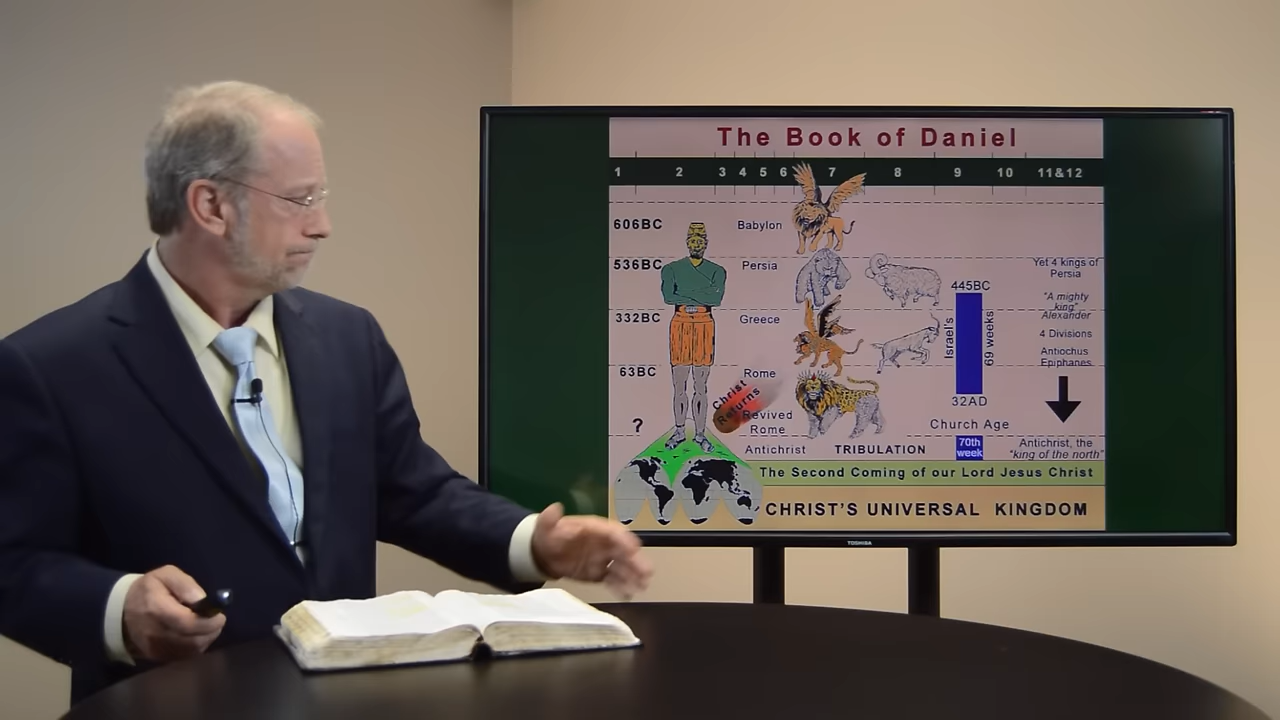 The Book of Daniel
1 2 3 4 5 6 7 8 9 10 11&12
606BC Babylon
536BC Persia
Yet 4 kings of
Persia
445BC
"A mighty
king"
Alexander
332BC Greece
Israel's
69 weeks
4 Divisions
Antiochus
Epiphanes
63BC Rome
Christ
Returns
32AD
?
Revived
Rome
Church Age
Antichrist
TRIBULATION
70th
week
Antichrist, the
"king of the north"
The Second Coming of our Lord Jesus Christ
CHRIST'S UNIVERSAL KINGDOM
TOSHIBA